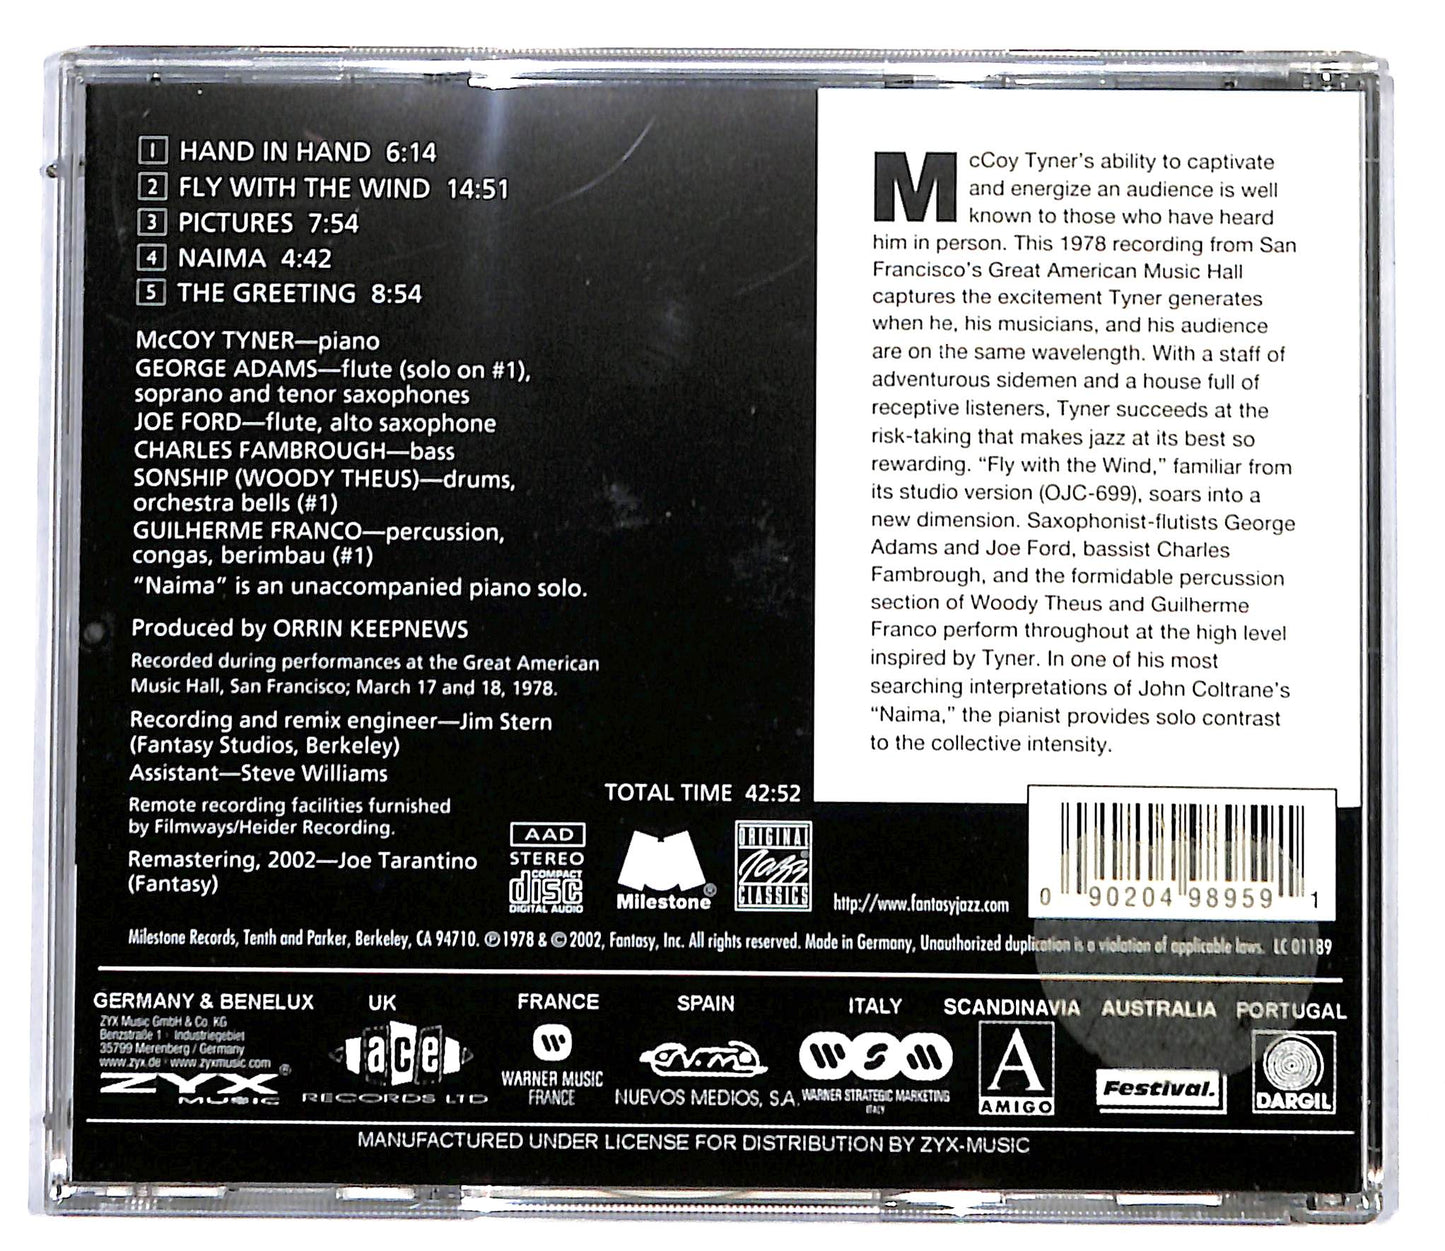 1 HAND IN HAND 6:14
2 FLY WITH THE WIND 14:51
3 PICTURES 7:54
4 NAIMA 4:42
5 THE GREETING 8:54
McCOY TYNER—piano
GEORGE ADAMS—flute (solo on #1),
soprano and tenor saxophones
JOE FORD—flute, alto saxophone
CHARLES FAMBROUGH—bass
SONSHIP (WOODY THEUS)—drums,
orchestra bells (#1)
GUILHERME FRANCO—percussion,
congas, berimbau (#1)
“Naima” is an unaccompanied piano solo.
Produced by ORRIN KEEPNEWS
Recorded during performances at the Great American
Music Hall, San Francisco; March 17 and 18, 1978.
Recording and remix engineer—Jim Stern
(Fantasy Studios, Berkeley)
Assistant—Steve Williams
Remote recording facilities furnished
by Filmways/Heider Recording.
Remastering, 2002—Joe Tarantino
(Fantasy)
TOTAL TIME 42:52
McCoy Tyner’s ability to captivate
and energize an audience is well
known to those who have heard
him in person. This 1978 recording from San
Francisco’s Great American Music Hall
captures the excitement Tyner generates
when he, his musicians, and his audience
are on the same wavelength. With a staff of
adventurous sidemen and a house full of
receptive listeners, Tyner succeeds at the
risk-taking that makes jazz at its best so
rewarding. “Fly with the Wind,” familiar from
its studio version (OJC-699), soars into a
new dimension. Saxophonist-flutists George
Adams and Joe Ford, bassist Charles
Fambrough, and the formidable percussion
section of Woody Theus and Guilherme
Franco perform throughout at the high level
inspired by Tyner. In one of his most
searching interpretations of John Coltrane’s
“Naima,” the pianist provides solo contrast
to the collective intensity.
AAD
STEREO
COMPACT
disc
DIGITAL AUDIO
Milestone®
ORIGINAL
Jazz
CLASSICS
http://www.fantasyjazz.com
0 90204 98959 1
Milestone Records, Tenth and Parker, Berkeley, CA 94710. ℗1978 & ©2002, Fantasy, Inc. All rights reserved. Made in Germany, Unauthorized duplication is a violation of applicable laws. LC 01189
GERMANY & BENELUX
ZYX Music GmbH & Co. KG
Benzstraße 1 · Industriegebiet
35799 Merenberg / Germany
www.zyx.de · www.zyxmusic.com
ZYX®
MUSIC
UK
ace
RECORDS LTD
FRANCE
WARNER MUSIC
FRANCE
SPAIN
n.m.
NUEVOS MEDIOS, S.A.
ITALY
WSM
WARNER STRATEGIC MARKETING
ITALY
SCANDINAVIA
A
AMIGO
AUSTRALIA
Festival.
PORTUGAL
DARGIL
MANUFACTURED UNDER LICENSE FOR DISTRIBUTION BY ZYX-MUSIC